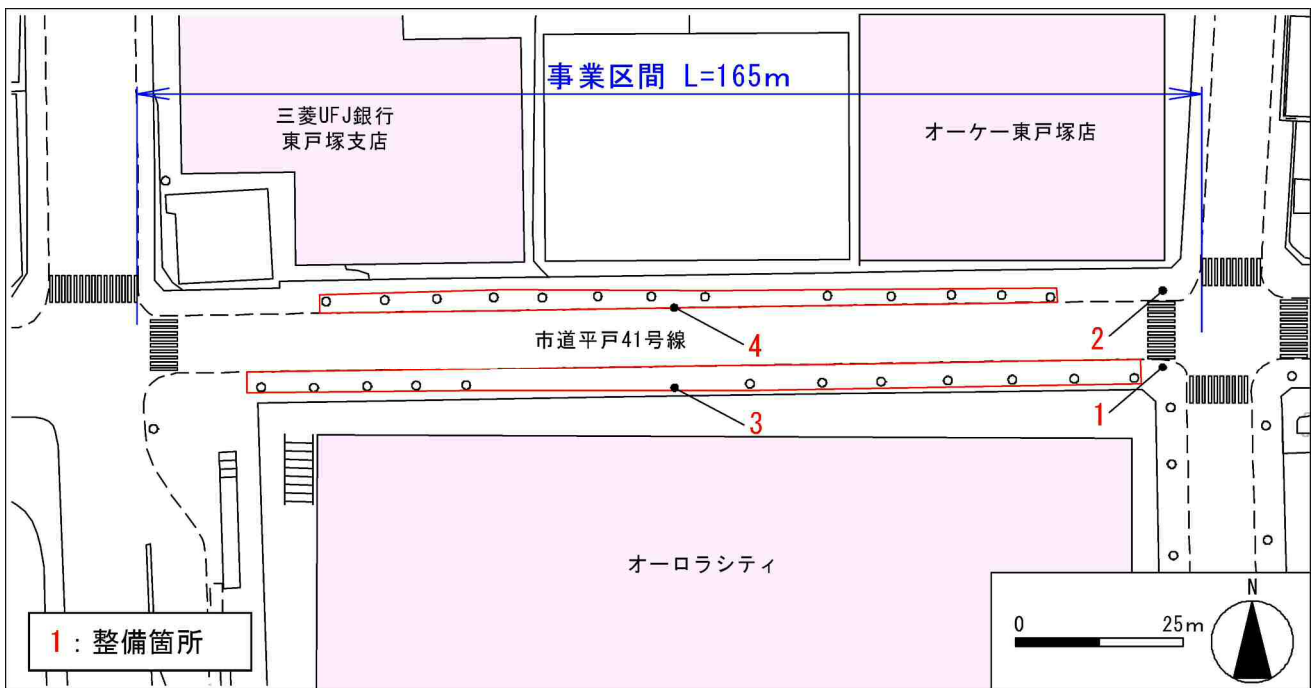 事業区間 L=165m
三菱UFJ銀行
東戸塚支店
オーケー東戸塚店
市道平戸41号線
4
2
3
1
オーロラシティ
1：整備箇所
0 25m
N